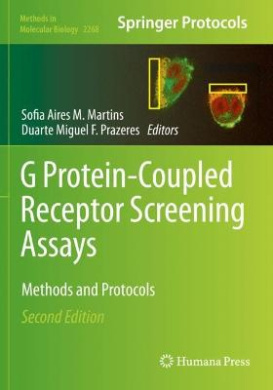 Methods in
Molecular Biology 2268
Springer Protocols
Sofia Aires M. Martins
Duarte Miguel F. Prazeres Editors
G Protein-Coupled
Receptor Screening
Assays
Methods and Protocols
Second Edition
Humana Press